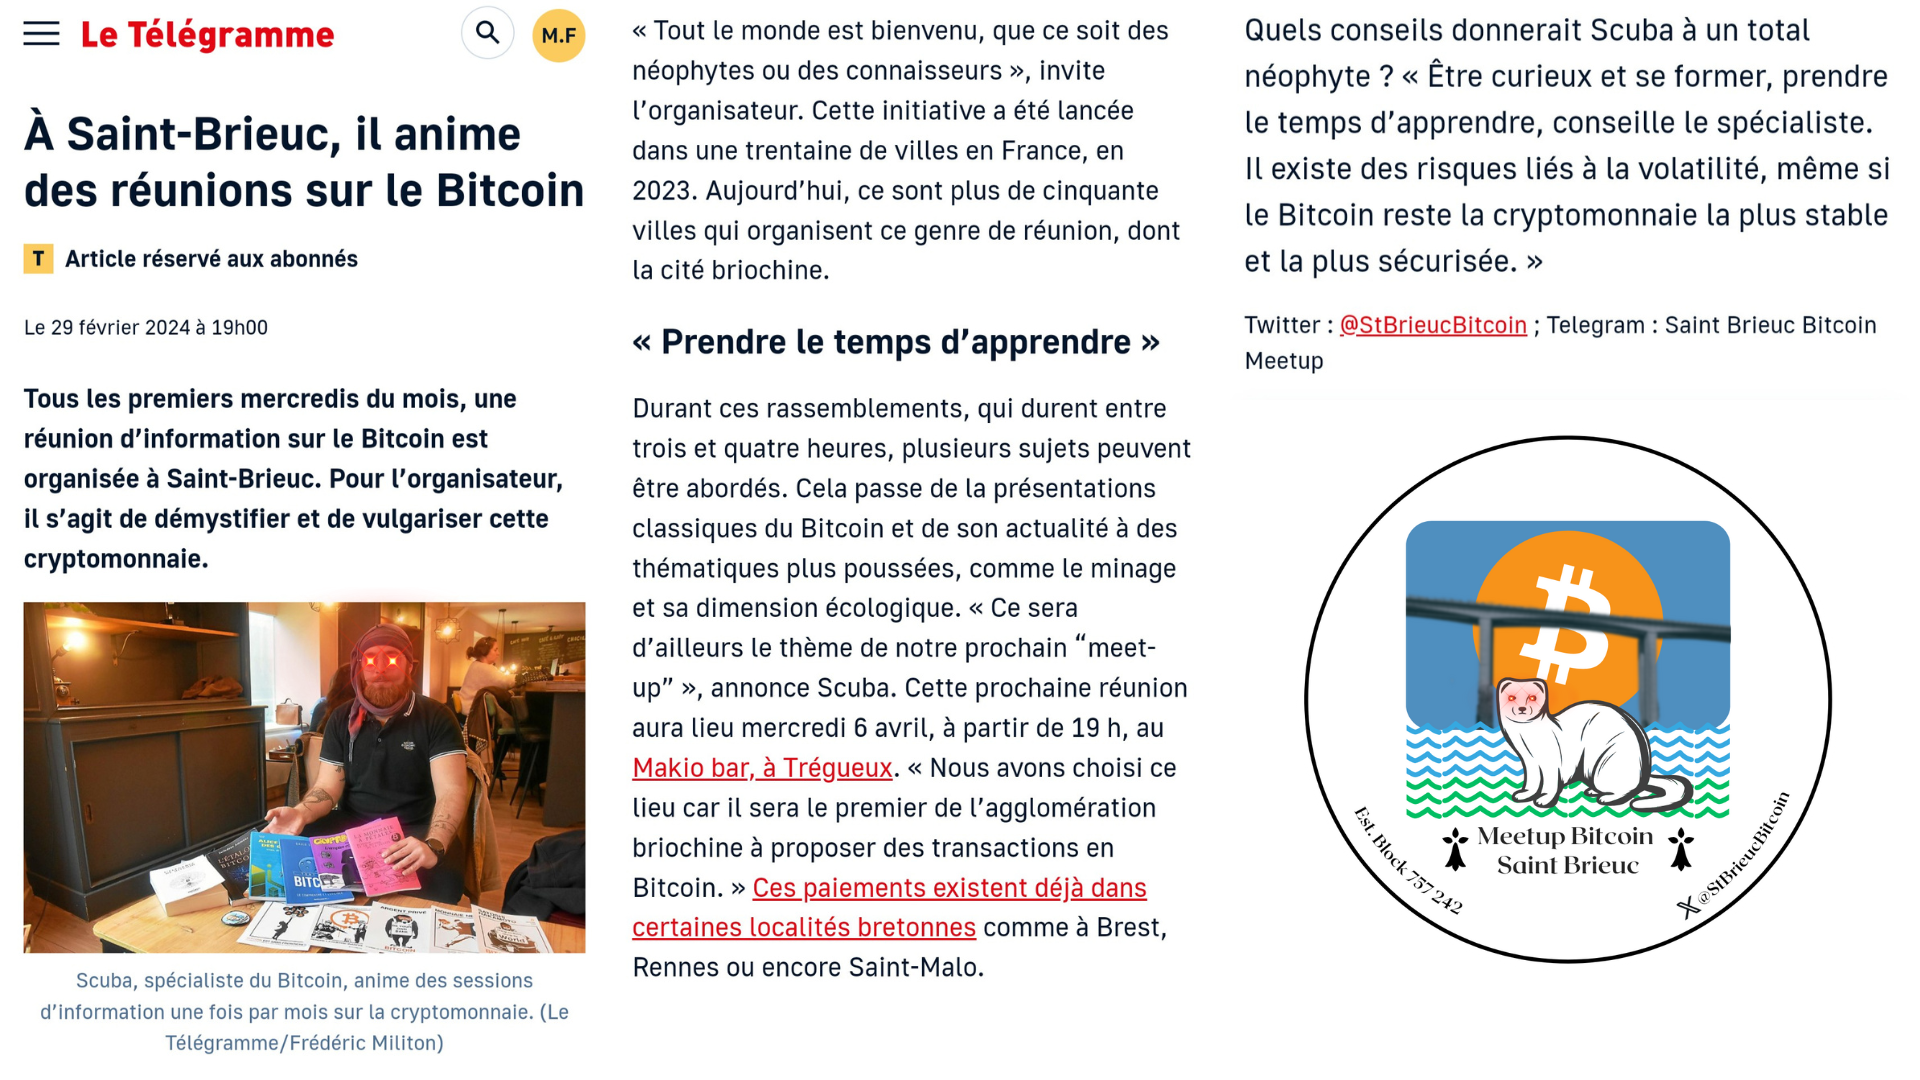 Le Télégramme
M.F
À Saint-Brieuc, il anime
des réunions sur le Bitcoin
T Article réservé aux abonnés
Le 29 février 2024 à 19h00
Tous les premiers mercredis du mois, une
réunion d’information sur le Bitcoin est
organisée à Saint-Brieuc. Pour l’organisateur,
il s’agit de démystifier et de vulgariser cette
cryptomonnaie.
BITC
ARGENT PRIVÉ
BITCOIN
World
Scuba, spécialiste du Bitcoin, anime des sessions
d’information une fois par mois sur la cryptomonnaie. (Le
Télégramme/Frédéric Militon)
« Tout le monde est bienvenu, que ce soit des
néophytes ou des connaisseurs », invite
l’organisateur. Cette initiative a été lancée
dans une trentaine de villes en France, en
2023. Aujourd’hui, ce sont plus de cinquante
villes qui organisent ce genre de réunion, dont
la cité briochine.
« Prendre le temps d’apprendre »
Durant ces rassemblements, qui durent entre
trois et quatre heures, plusieurs sujets peuvent
être abordés. Cela passe de la présentations
classiques du Bitcoin et de son actualité à des
thématiques plus poussées, comme le minage
et sa dimension écologique. « Ce sera
d’ailleurs le thème de notre prochain “meet-
up” », annonce Scuba. Cette prochaine réunion
aura lieu mercredi 6 avril, à partir de 19 h, au
Makio bar, à Trégueux. « Nous avons choisi ce
lieu car il sera le premier de l’agglomération
briochine à proposer des transactions en
Bitcoin. » Ces paiements existent déjà dans
certaines localités bretonnes comme à Brest,
Rennes ou encore Saint-Malo.
Quels conseils donnerait Scuba à un total
néophyte ? « Être curieux et se former, prendre
le temps d’apprendre, conseille le spécialiste.
Il existe des risques liés à la volatilité, même si
le Bitcoin reste la cryptomonnaie la plus stable
et la plus sécurisée. »
Twitter : @StBrieucBitcoin ; Telegram : Saint Brieuc Bitcoin
Meetup
Meetup Bitcoin
Saint Brieuc
Est. Block 757 242
X @StBrieucBitcoin